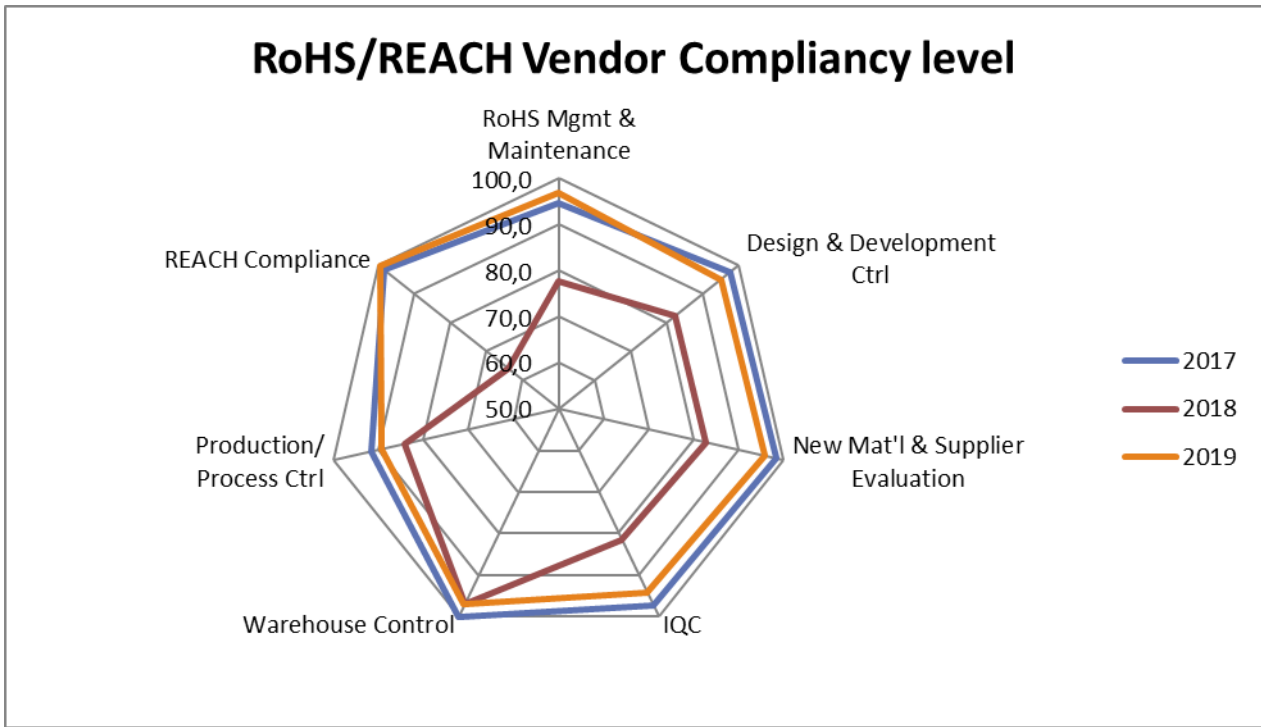 RoHS/REACH Vendor Compliancy level
RoHS Mgmt &
Maintenance
100,0
90,0
80,0
70,0
60,0
50,0
Design & Development
Ctrl
New Mat'l & Supplier
Evaluation
IQC
Warehouse Control
Production/
Process Ctrl
REACH Compliance
2017
2018
2019